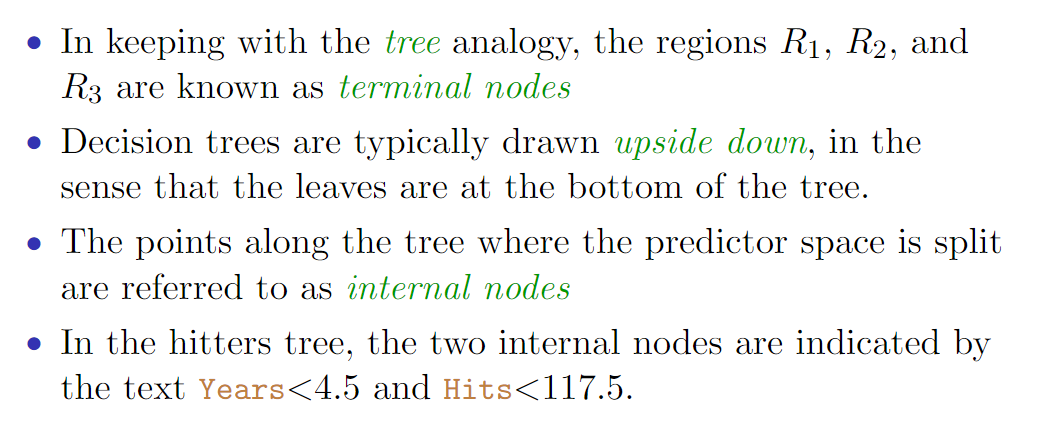 • In keeping with the tree analogy, the regions R₁, R₂, and
R₃ are known as terminal nodes
• Decision trees are typically drawn upside down, in the
sense that the leaves are at the bottom of the tree.
• The points along the tree where the predictor space is split
are referred to as internal nodes
• In the hitters tree, the two internal nodes are indicated by
the text Years<4.5 and Hits<117.5.